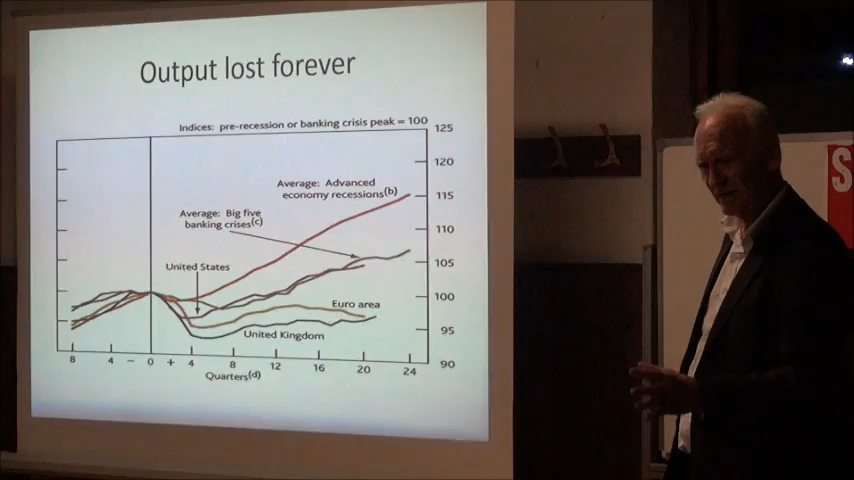 Output lost forever
Indices: pre-recession or banking crisis peak = 100
125
120
Average: Advanced
economy recessions(b)
115
Average: Big five
banking crises(c)
110
United States
105
100
Euro area
United Kingdom
95
90
8 4 – 0 + 4 8 12 16 20 24
Quarters(d)
S